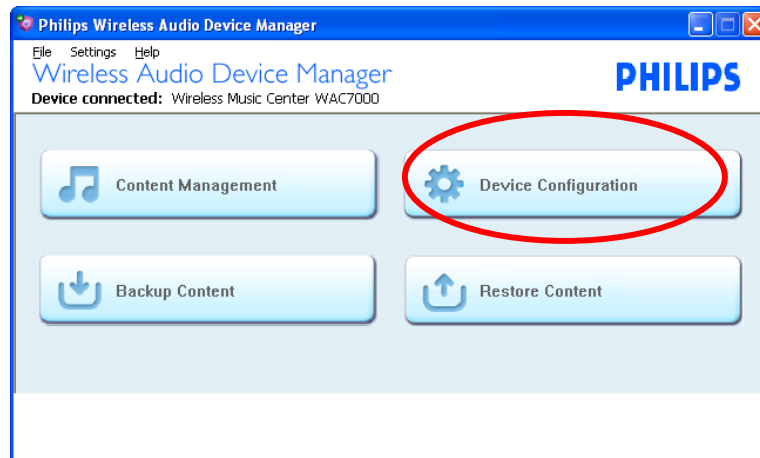 Philips Wireless Audio Device Manager
File Settings Help
Wireless Audio Device Manager
PHILIPS
Device connected: Wireless Music Center WAC7000
Content Management
Device Configuration
Backup Content
Restore Content